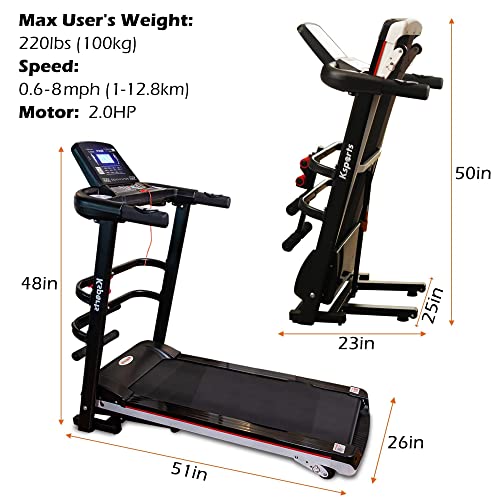 Max User's Weight:
220lbs (100kg)
Speed:
0.6-8mph (1-12.8km)
Motor: 2.0HP
Ksports
50in
48in
Ksports
25in
23in
26in
51in